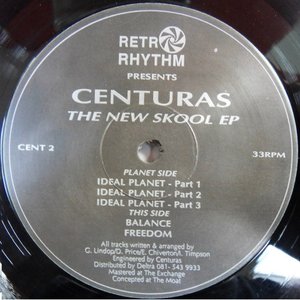 RETRO
RHYTHM
PRESENTS
CENTURAS
THE NEW SKOOL EP
CENT 2
33RPM
PLANET SIDE
IDEAL PLANET - Part 1
IDEAL PLANET - Part 2
IDEAL PLANET - Part 3
THIS SIDE
BALANCE
FREEDOM
All tracks written & arranged by
G. Lindop/D. Price/E. Chiverton/I. Timpson
Engineered by Centuras
Distributed by Deltra 081- 543 9933
Mastered at The Exchange
Concepted at The Moat